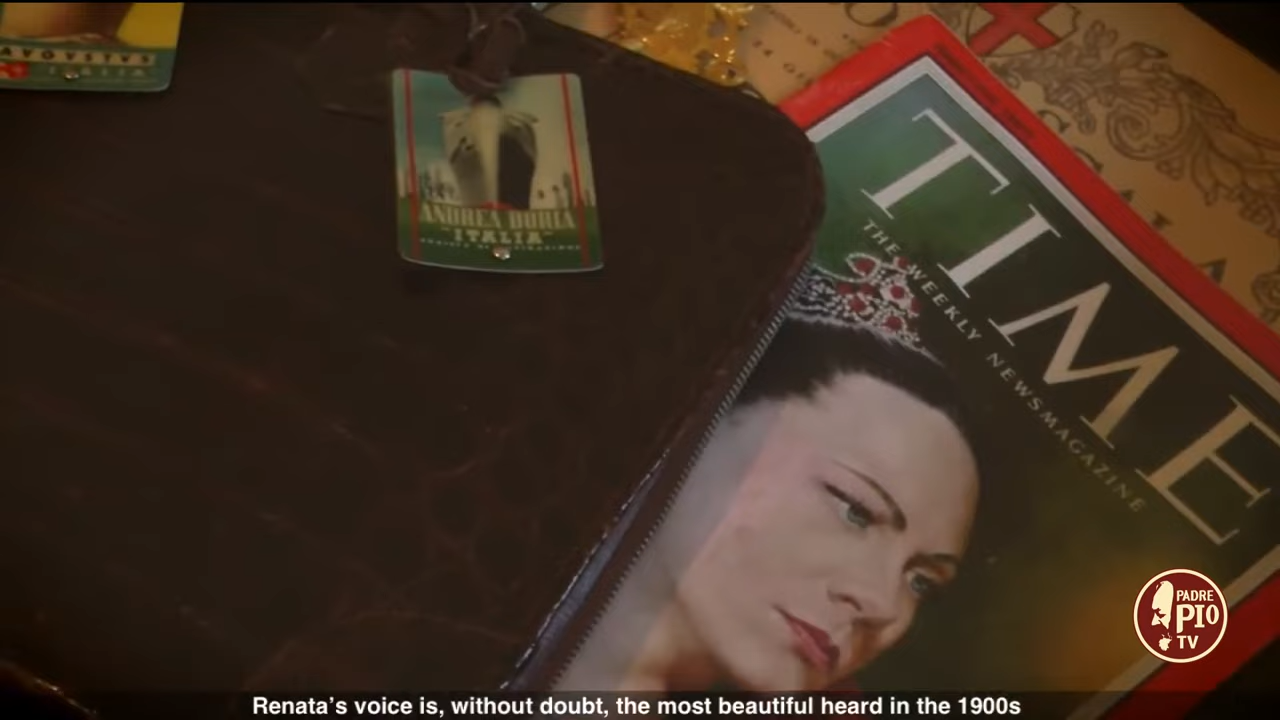 ITALIA
ANDREA DORIA
"ITALIA"
TIME
THE WEEKLY NEWSMAGAZINE
PADRE
PIO
TV
Renata's voice is, without doubt, the most beautiful heard in the 1900s